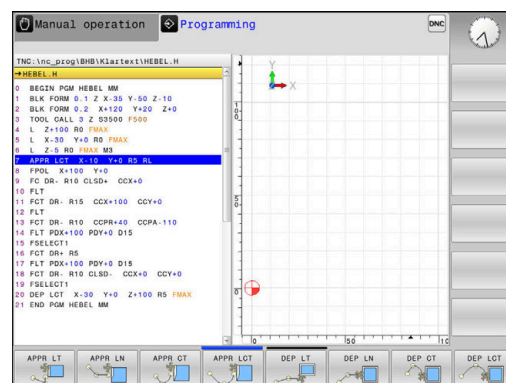 Manual operation
Programming
DNC
TNC:\nc_prog\BHB\Klartext\HEBEL.H
→HEBEL.H
0 BEGIN PGM HEBEL MM
1 BLK FORM 0.1 Z X-35 Y-50 Z-10
2 BLK FORM 0.2 X+120 Y+20 Z+0
3 TOOL CALL 3 Z S3500 F500
4 L Z+100 R0 FMAX
5 L X-30 Y+0 R0 FMAX
6 L Z-5 R0 FMAX M3
7 APPR LCT X-10 Y+0 R5 RL
8 FPOL X+100 Y+0
9 FC DR- R10 CLSD+ CCX+0
10 FLT
11 FCT DR- R15 CCX+100 CCY+0
12 FLT
13 FCT DR- R10 CCPR+40 CCPA-110
14 FLT PDX+100 PDY+0 D15
15 FSELECT1
16 FCT DR+ R5
17 FLT PDX+100 PDY+0 D15
18 FCT DR- R10 CLSD- CCX+0 CCY+0
19 FSELECT1
20 DEP LCT X-30 Y+0 Z+100 R5 FMAX
21 END PGM HEBEL MM
Y
X
100
50
0
0 50 10
APPR LT APPR LN APPR CT APPR LCT DEP LT DEP LN DEP CT DEP LCT